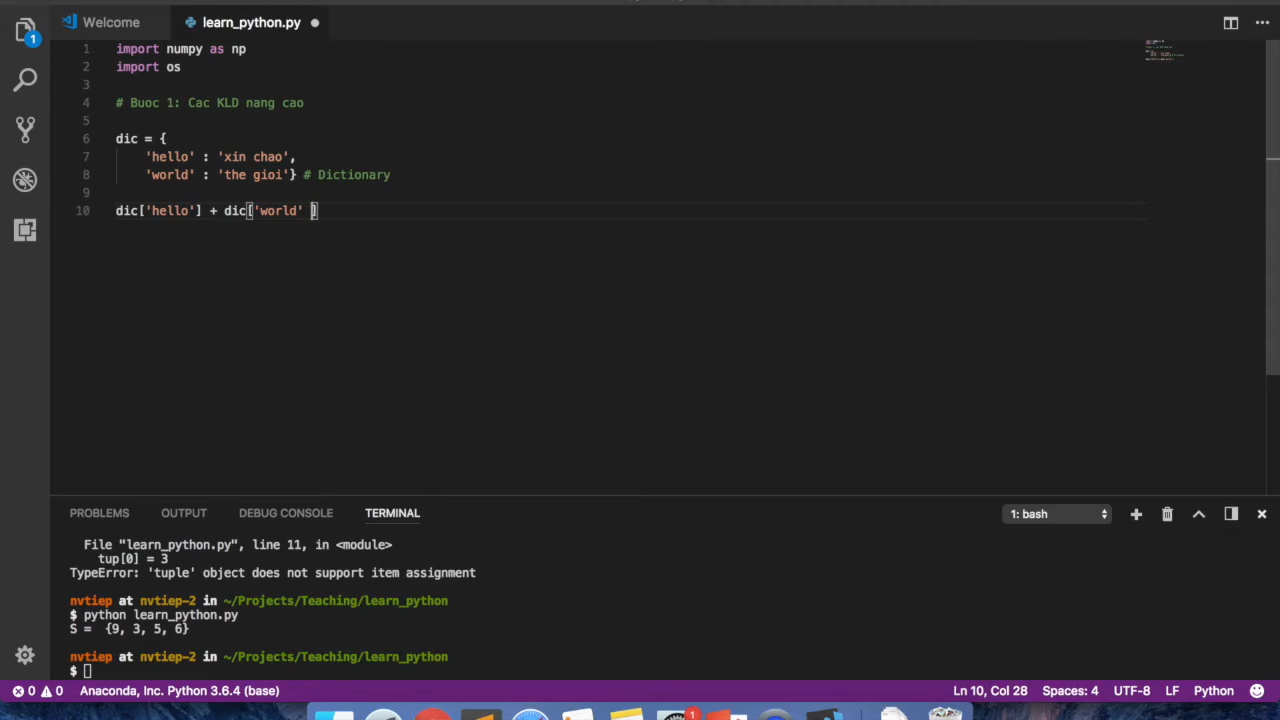 Welcome learn_python.py
1 import numpy as np
2 import os
3
4 # Buoc 1: Cac KLD nang cao
5
6 dic = {
7 'hello' : 'xin chao',
8 'world' : 'the gioi'} # Dictionary
9
10 dic['hello'] + dic['world' ]
1
PROBLEMS OUTPUT DEBUG CONSOLE TERMINAL 1: bash
File "learn_python.py", line 11, in <module>
tup[0] = 3
TypeError: 'tuple' object does not support item assignment
nvtiep at nvtiep-2 in ~/Projects/Teaching/learn_python
$ python learn_python.py
S = {9, 3, 5, 6}
nvtiep at nvtiep-2 in ~/Projects/Teaching/learn_python
$
0 0 Anaconda, Inc. Python 3.6.4 (base) Ln 10, Col 28 Spaces: 4 UTF-8 LF Python
1